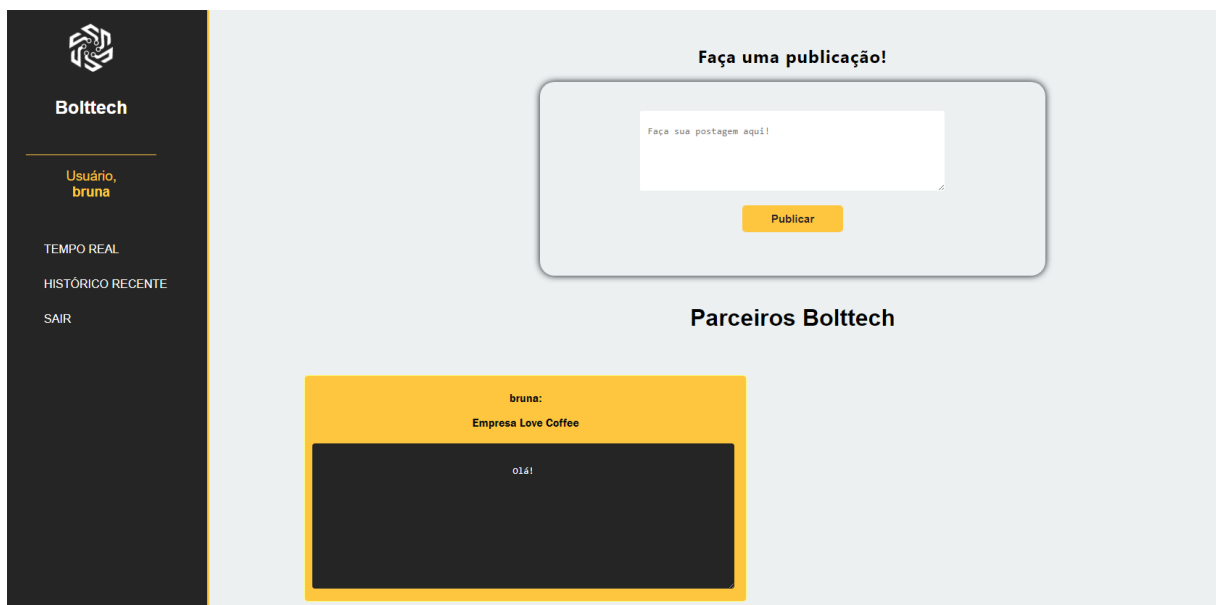 Bolttech
Usuário,
bruna
TEMPO REAL
HISTÓRICO RECENTE
SAIR
Faça uma publicação!
Faça sua postagem aqui!
Publicar
Parceiros Bolttech
bruna:
Empresa Love Coffee
Olá!